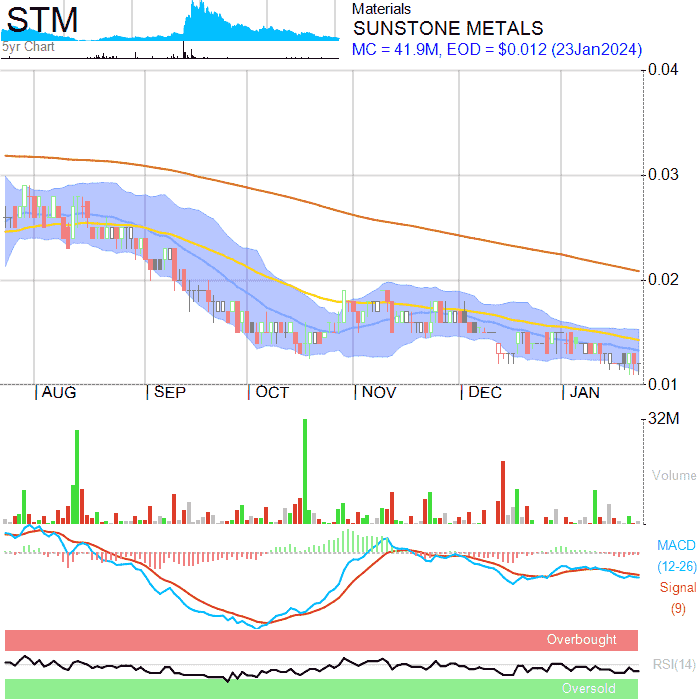 STM
5yr Chart
Materials
SUNSTONE METALS
MC = 41.9M, EOD = $0.012 (23Jan2024)
0.04
0.03
0.02
0.01
AUG
SEP
OCT
NOV
DEC
JAN
32M
Volume
MACD
(12-26)
Signal
(9)
Overbought
RSI(14)
Oversold